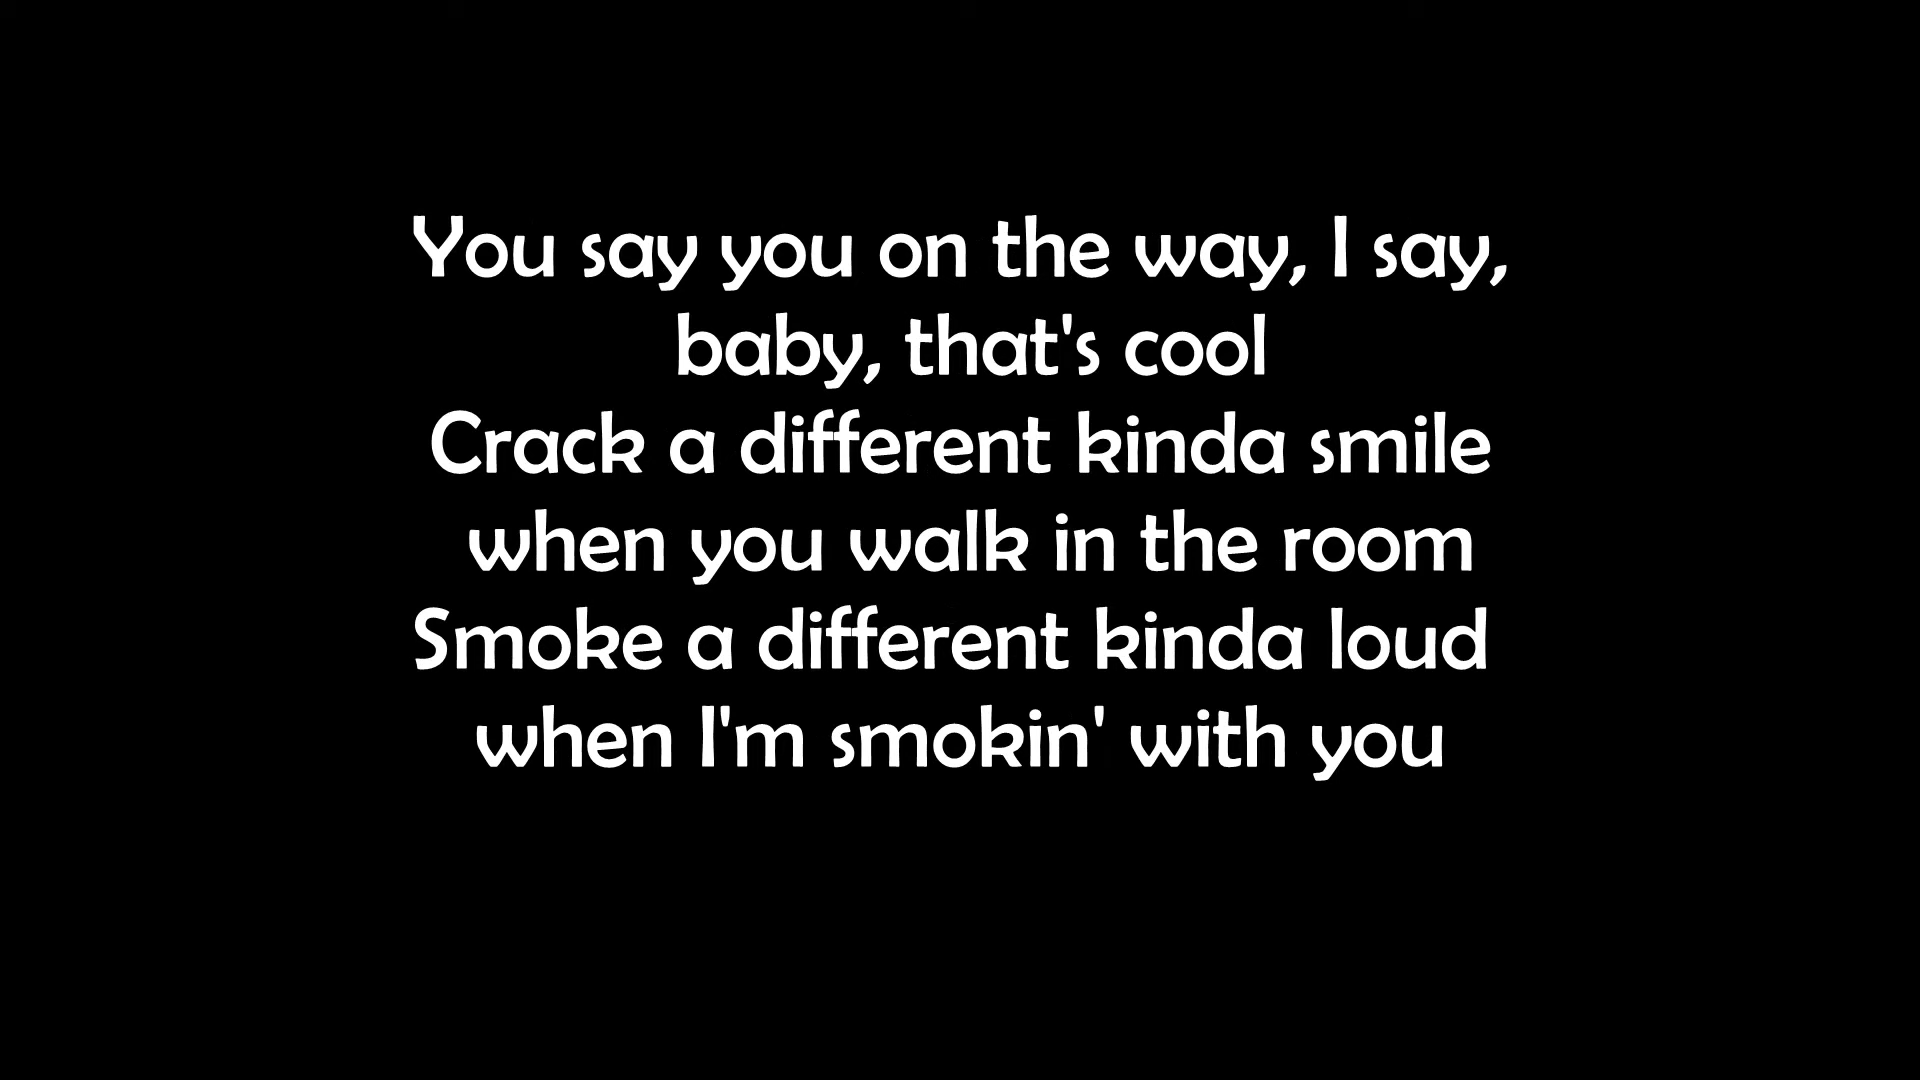 You say you on the way, I say,
baby, that's cool
Crack a different kinda smile
when you walk in the room
Smoke a different kinda loud
when I'm smokin' with you